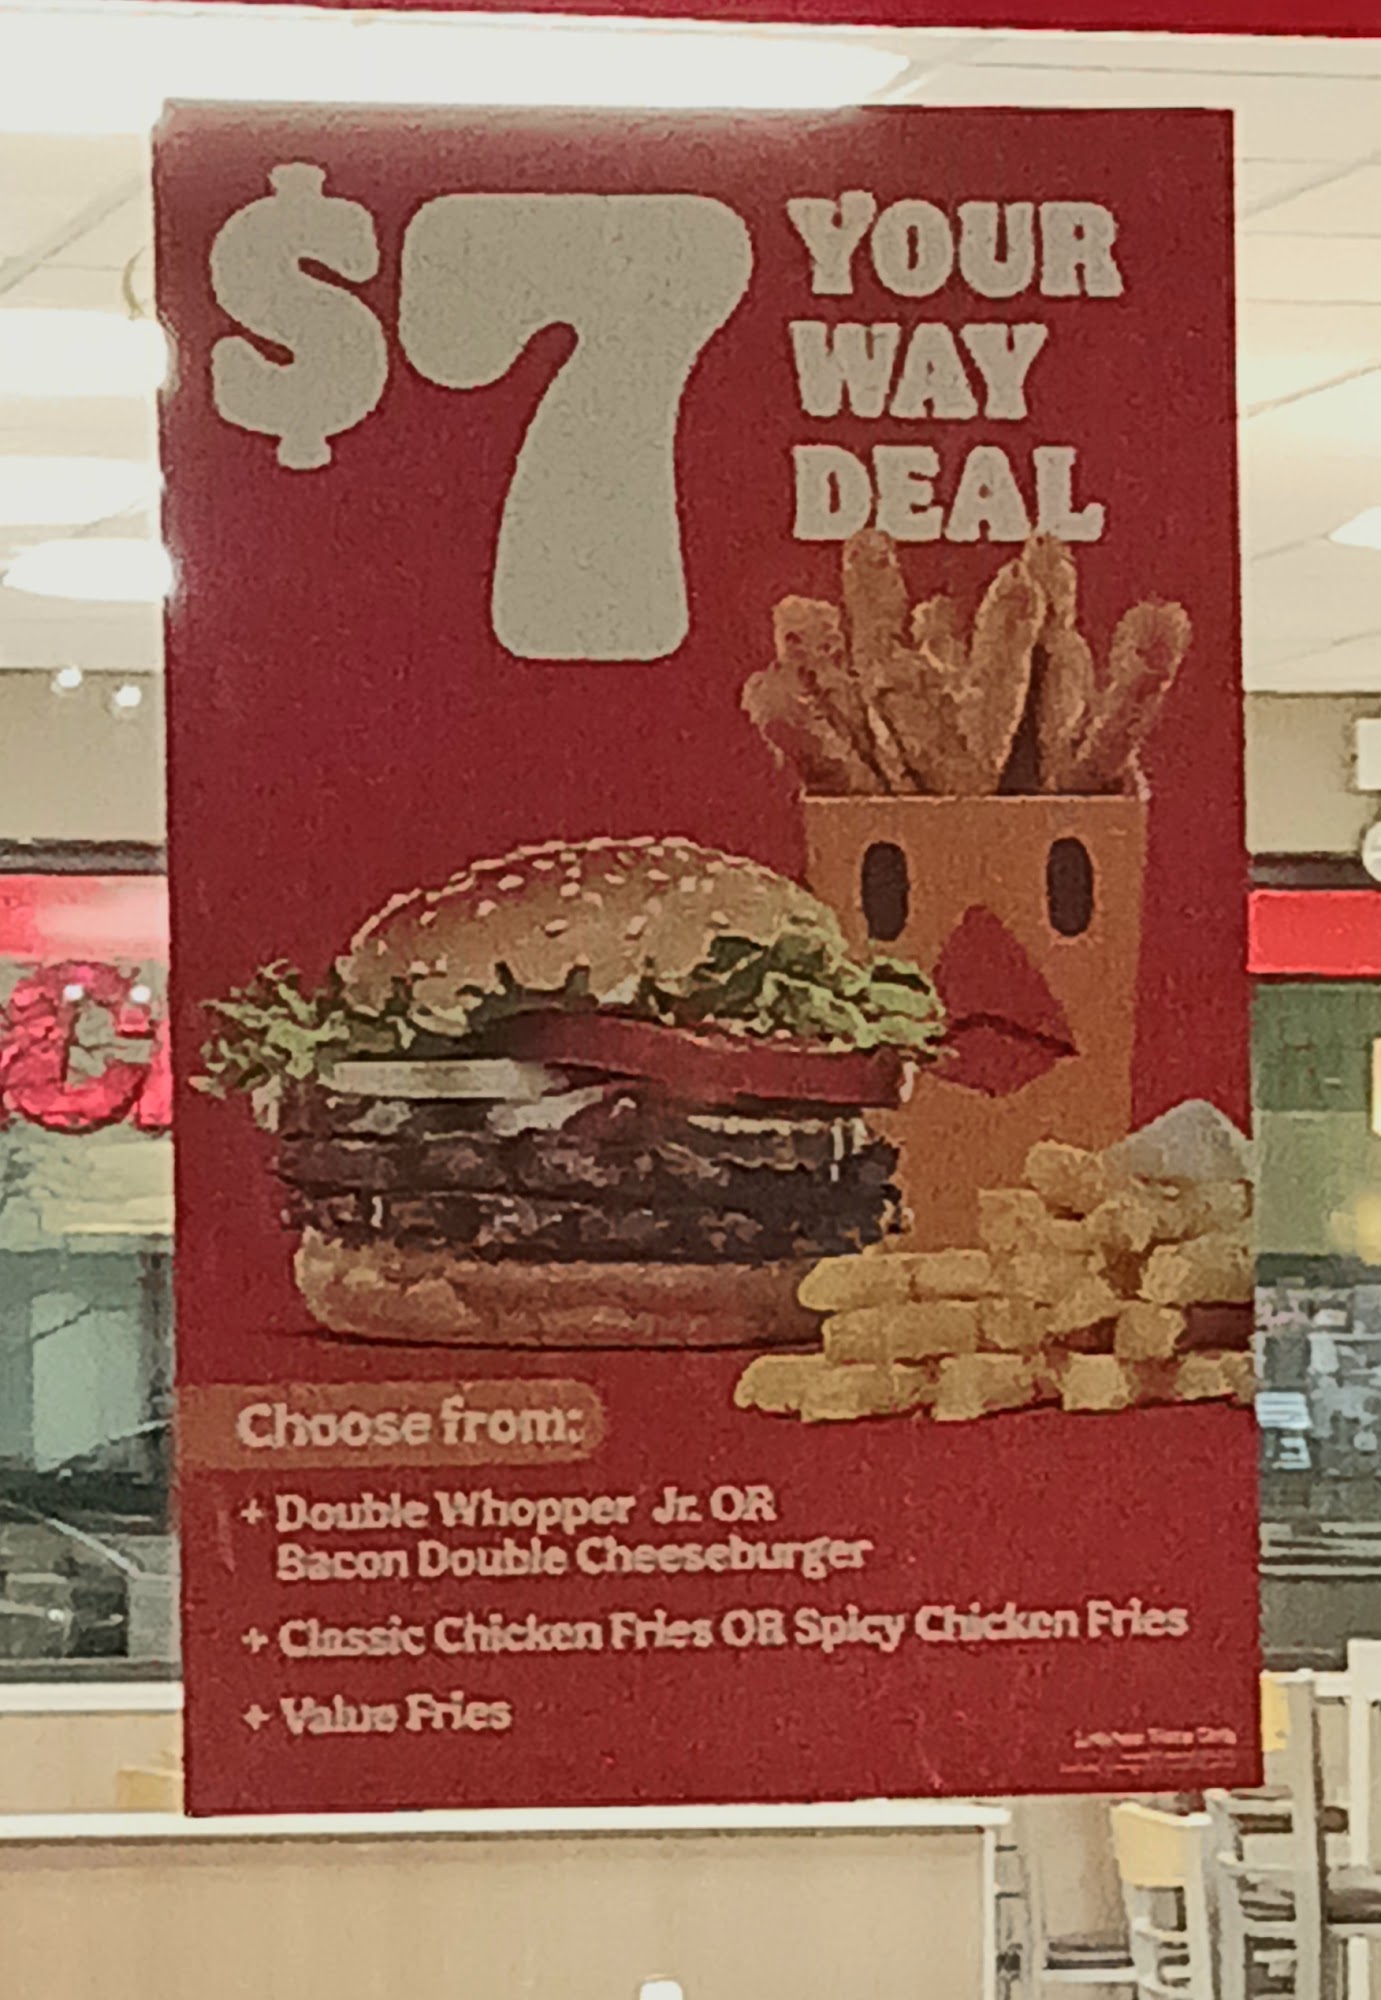 $7
YOUR
WAY
DEAL
Choose from:
+ Double Whopper Jr. OR
Bacon Double Cheeseburger
+ Classic Chicken Fries OR Spicy Chicken Fries
+ Value Fries